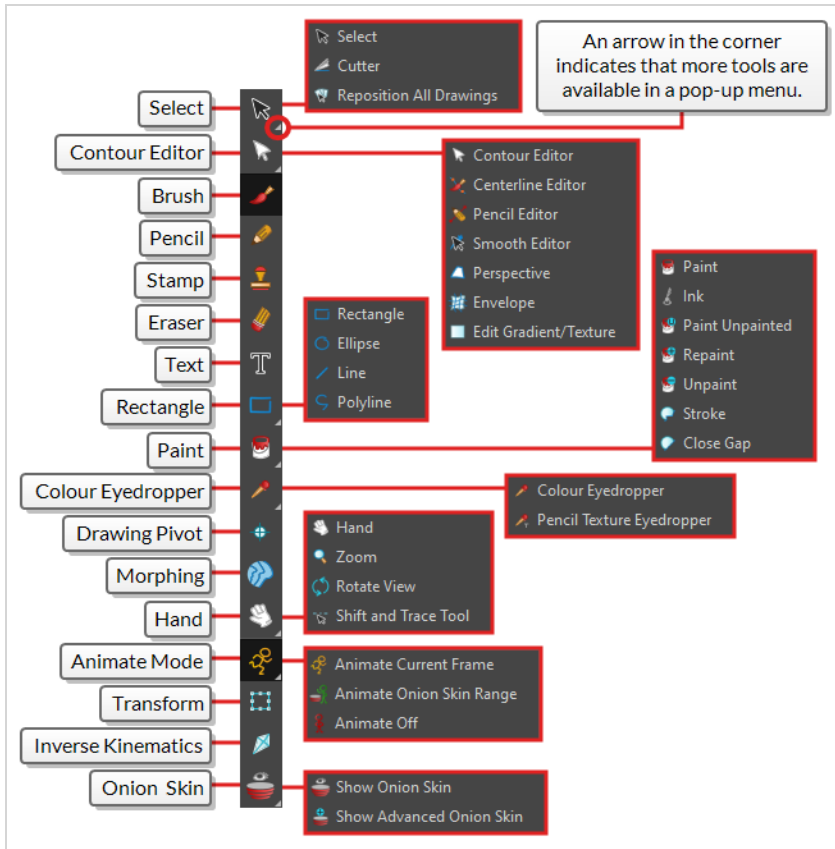 Select
Cutter
Reposition All Drawings
An arrow in the corner
indicates that more tools are
available in a pop-up menu.
Select
Contour Editor
Brush
Pencil
Stamp
Eraser
Text
Rectangle
Paint
Colour Eyedropper
Drawing Pivot
Morphing
Hand
Animate Mode
Transform
Inverse Kinematics
Onion Skin
Contour Editor
Centerline Editor
Pencil Editor
Smooth Editor
Perspective
Envelope
Edit Gradient/Texture
Rectangle
Ellipse
Line
Polyline
Paint
Ink
Paint Unpainted
Repaint
Unpaint
Stroke
Close Gap
Colour Eyedropper
Pencil Texture Eyedropper
Hand
Zoom
Rotate View
Shift and Trace Tool
Animate Current Frame
Animate Onion Skin Range
Animate Off
Show Onion Skin
Show Advanced Onion Skin